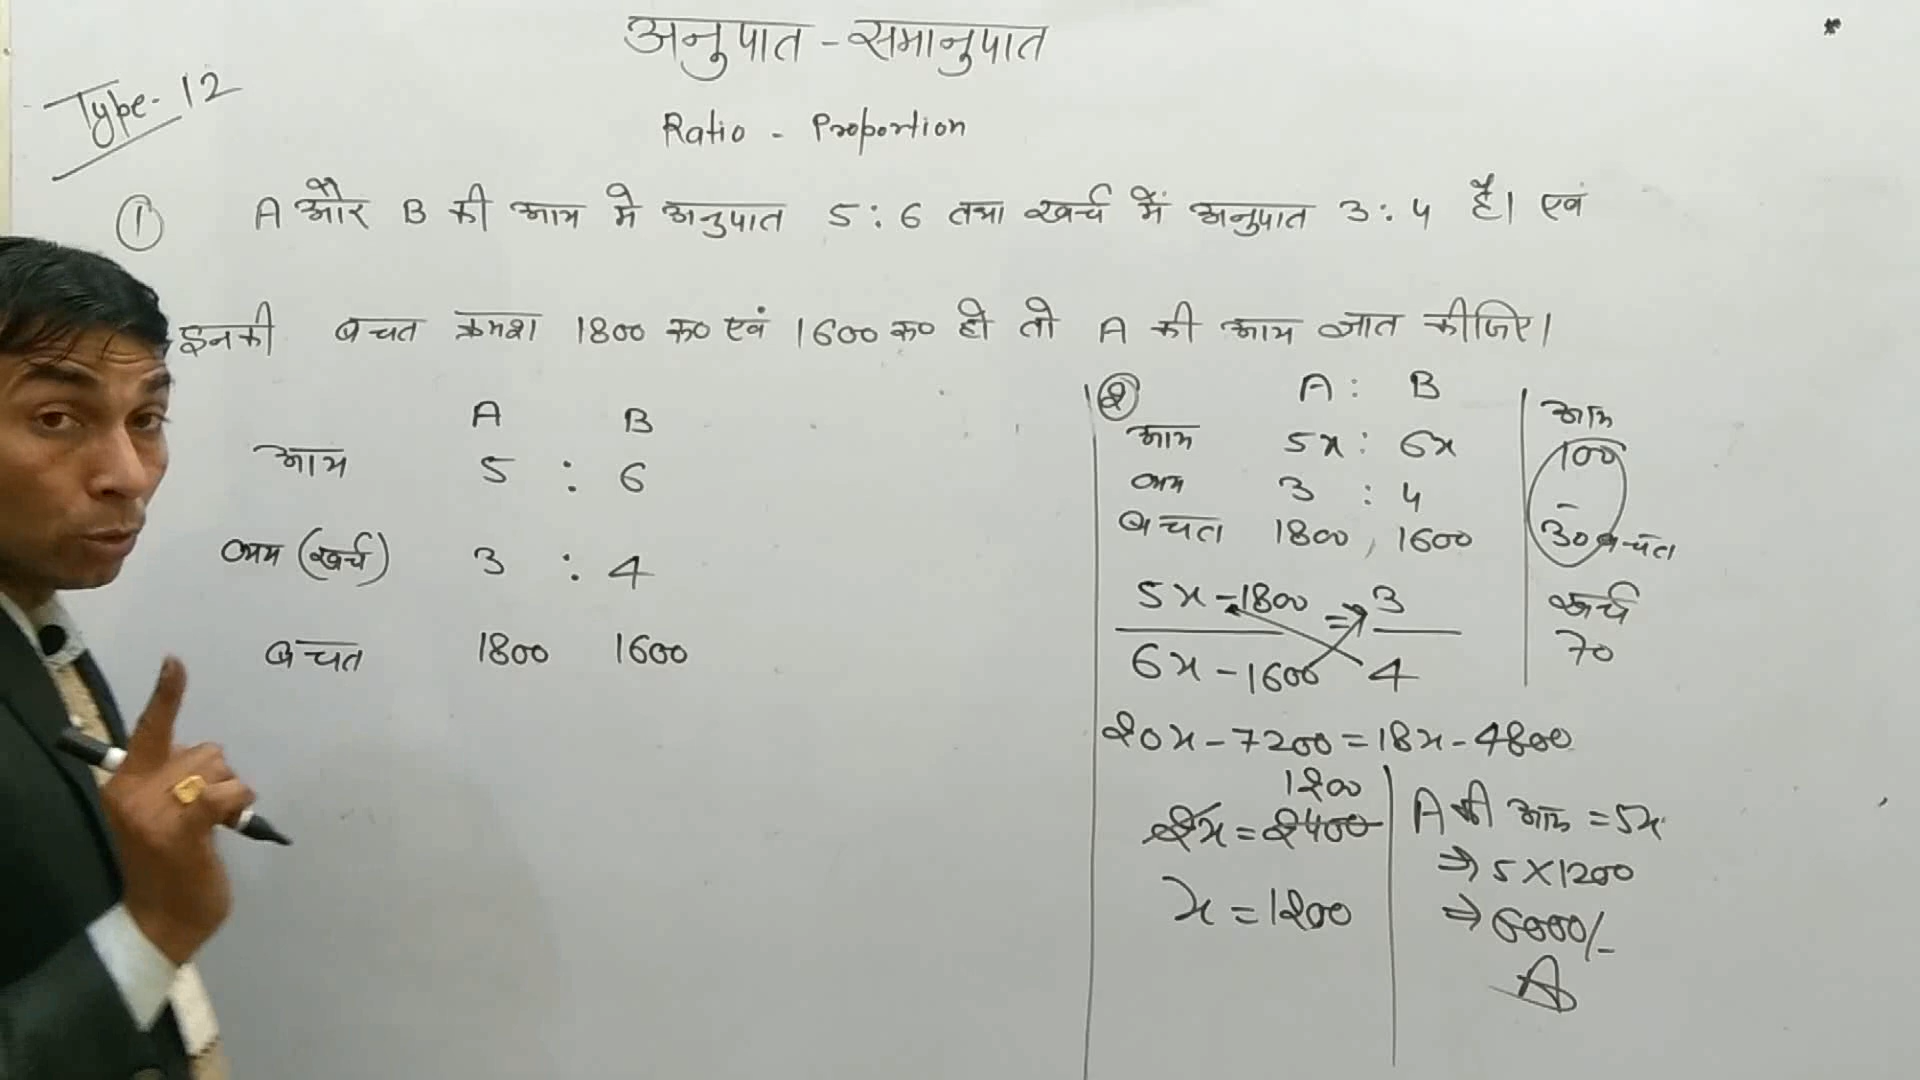 अनुपात - समानुपात
Type- 12
Ratio - Proportion
① A और B की आय मे अनुपात 5 : 6 तथा खर्च में अनुपात 3 : 4 है। एवं
इनकी बचत क्रमश 1800 रू० एवं 1600 रू० हो तो A की आय ज्ञात कीजिए।
A B
आय 5 : 6
व्यय (खर्च) 3 : 4
बचत 1800 1600
② A : B
आय 5x : 6x
व्यय 3 : 4
बचत 1800, 1600
5x - 1800 ⇒ 3
6x - 1600 4
20x - 7200 = 18x - 4800
1200
2x = 2400
x = 1200
आय
100
-
30 बचत
खर्च
70
A की आय = 5x
⇒ 5 X 1200
⇒ 6000/-
A